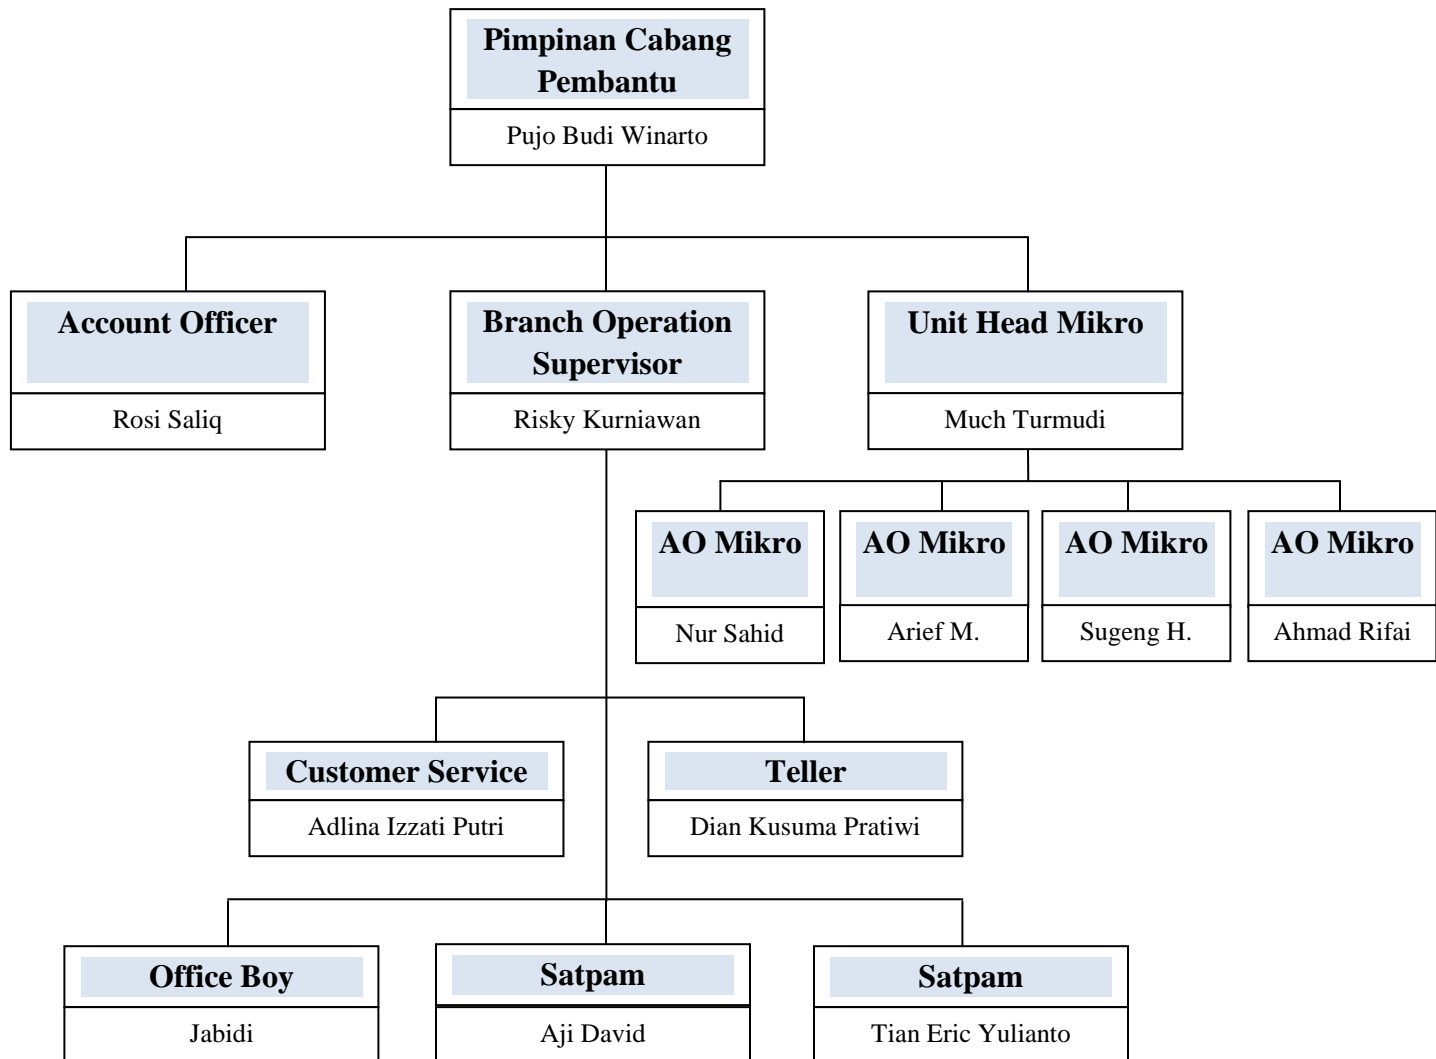 Pimpinan Cabang
Pembantu
Pujo Budi Winarto
Account Officer
Rosi Saliq
Branch Operation
Supervisor
Risky Kurniawan
Unit Head Mikro
Much Turmudi
AO Mikro
Nur Sahid
AO Mikro
Arief M.
AO Mikro
Sugeng H.
AO Mikro
Ahmad Rifai
Customer Service
Adlina Izzati Putri
Teller
Dian Kusuma Pratiwi
Office Boy
Jabidi
Satpam
Aji David
Satpam
Tian Eric Yulianto